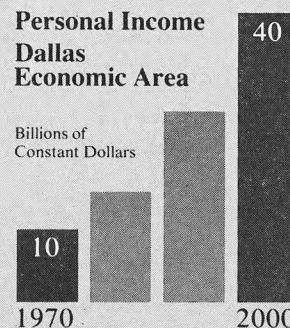 Personal Income
Dallas
Economic Area
Billions of
Constant Dollars
40
10
1970
2000